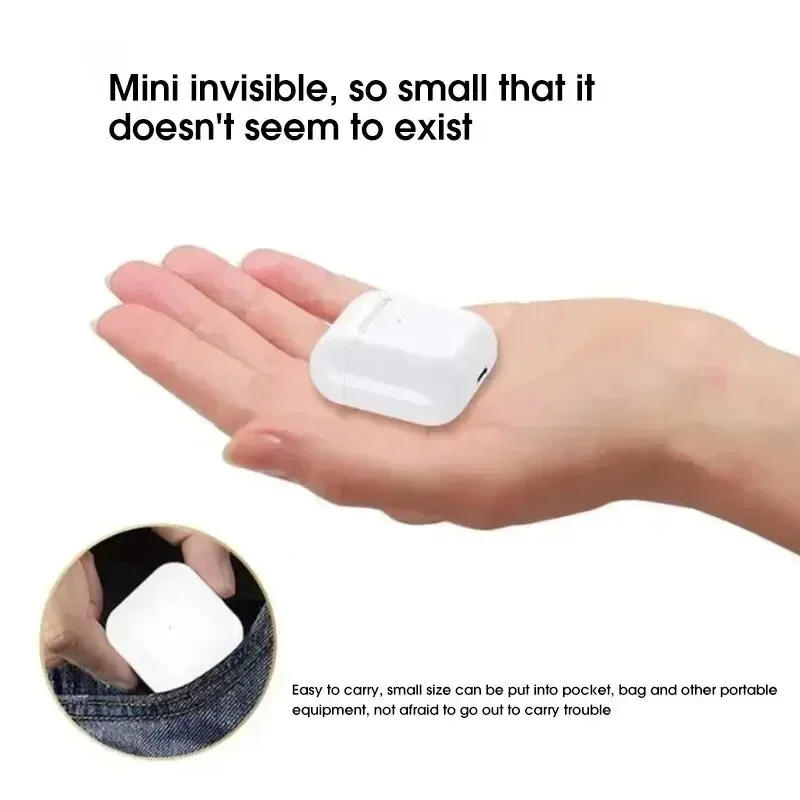 Mini invisible, so small that it
doesn't seem to exist
Easy to carry, small size can be put into pocket, bag and other portable
equipment, not afraid to go out to carry trouble